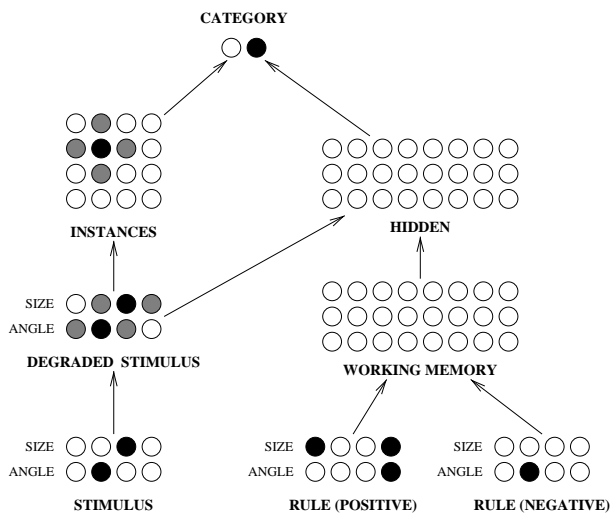 CATEGORY
INSTANCES
HIDDEN
SIZE
ANGLE
DEGRADED STIMULUS
WORKING MEMORY
SIZE
ANGLE
STIMULUS
SIZE
ANGLE
RULE (POSITIVE)
SIZE
ANGLE
RULE (NEGATIVE)